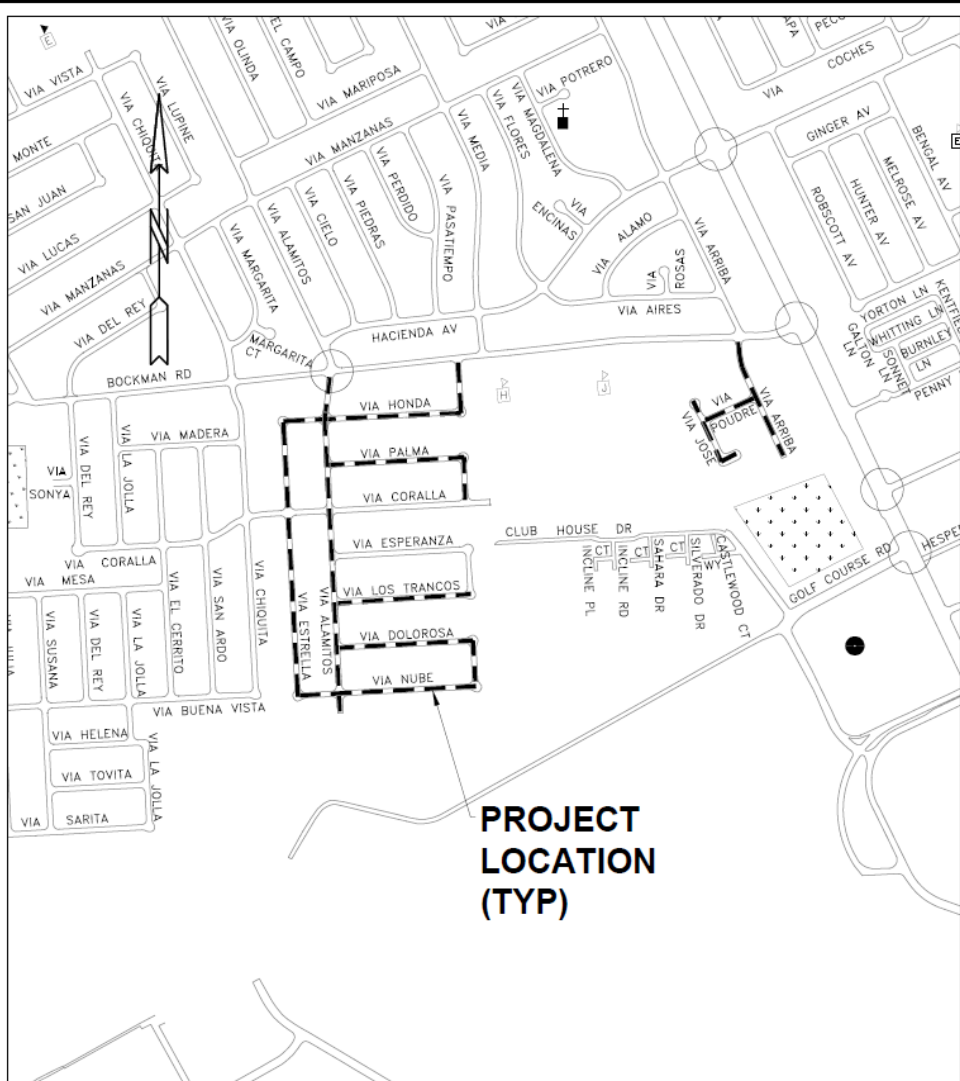 E
VIA VISTA
VIA OLINDA
EL CAMPO
VIA
COCHES
VIA
VIA CHIQUIT
VIA LUPINE
VIA MARIPOSA
VIA POTRERO
MONTE
VIA MANZANAS
VIA MEDIA
VIA FLORES
VIA MAGDALENA
GINGER AV
BENGAL AV
MELROSE AV
HUNTER AV
ROBSCOTT AV
SAN JUAN
VIA PERDIDO
VIA PIEDRAS
VIA CIELO
VIA ALAMITOS
VIA PASATIEMPO
VIA
ENCINAS
ALAMO
VIA
VIA ARRIBA
VIA
ROSAS
VIA LUCAS
VIA MARGARITA
N
VIA MANZANAS
VIA DEL REY
MARGARITA
CT
HACIENDA AV
VIA AIRES
YORTON LN
WHITTING LN
BURNLEY
LN
KENTFIEL
GALTON
LN
SONNET
PENNY
BOCKMAN RD
H
J
VIA HONDA
VIA
POUDRE
VIA JOSE
VIA ARRIBA
VIA MADERA
VIA
LA JOLLA
VIA
DEL REY
VIA
SONYA
VIA PALMA
VIA CORALLA
CLUB HOUSE DR
VIA ESPERANZA
CT
CT
CT
INCLINE PL
INCLINE RD
SAHARA DR
SILVERADO DR
WY
CASTLEWOOD CT
GOLF COURSE RD
HESPE
VIA CORALLA
VIA MESA
VIA LOS TRANCOS
VIA SUSANA
VIA
DEL REY
VIA LA JOLLA
VIA EL CERRITO
VIA SAN ARDO
VIA CHIQUITA
VIA ESTRELLA
VIA ALAMITOS
VIA DOLOROSA
VIA NUBE
VIA BUENA VISTA
VIA HELENA
VIA TOVITA
VIA LA JOLLA
VIA SARITA
PROJECT
LOCATION
(TYP)